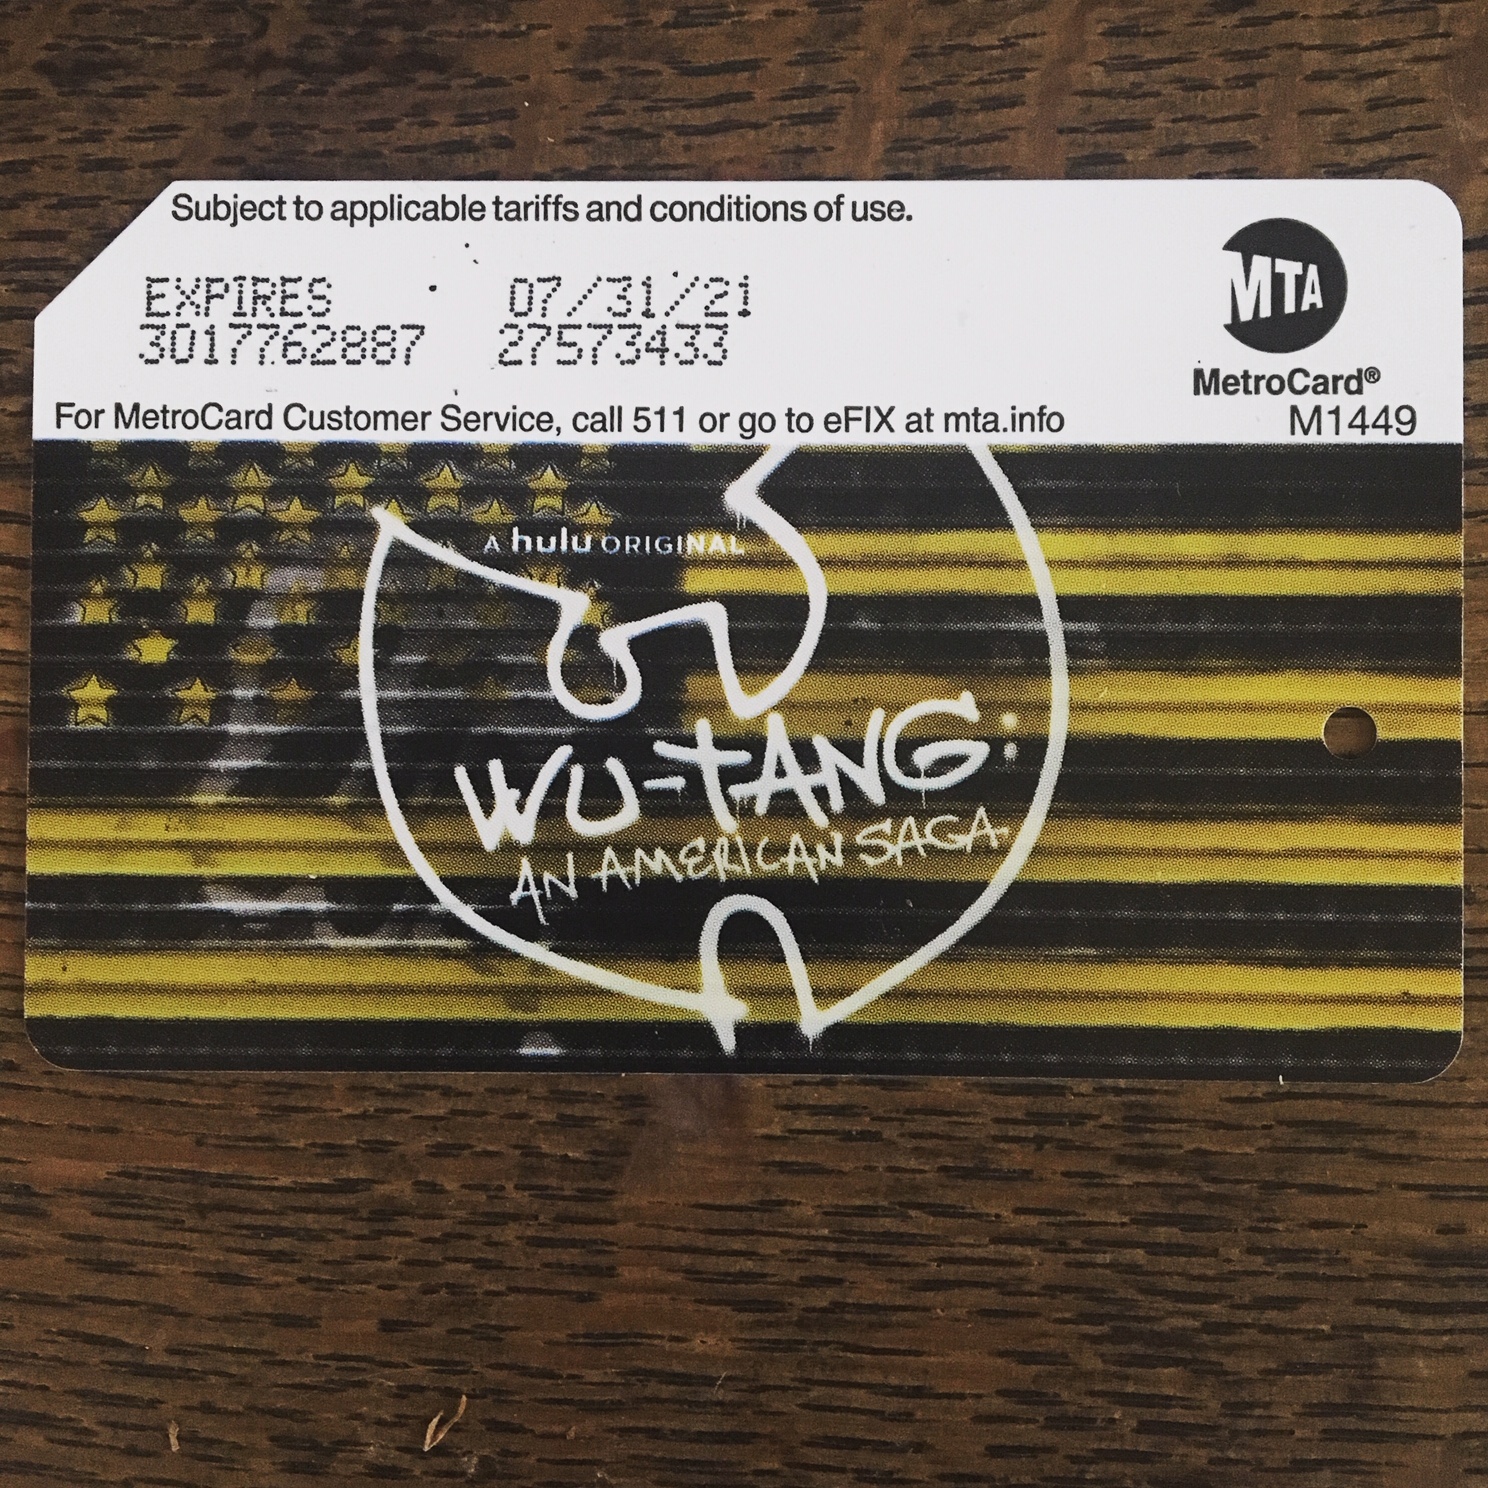 Subject to applicable tariffs and conditions of use.
EXPIRES 07/31/21
3017762887 27573433
MTA
MetroCard®
For MetroCard Customer Service, call 511 or go to eFIX at mta.info
M1449
A hulu ORIGINAL
WU-TANG:
AN AMERICAN SAGA